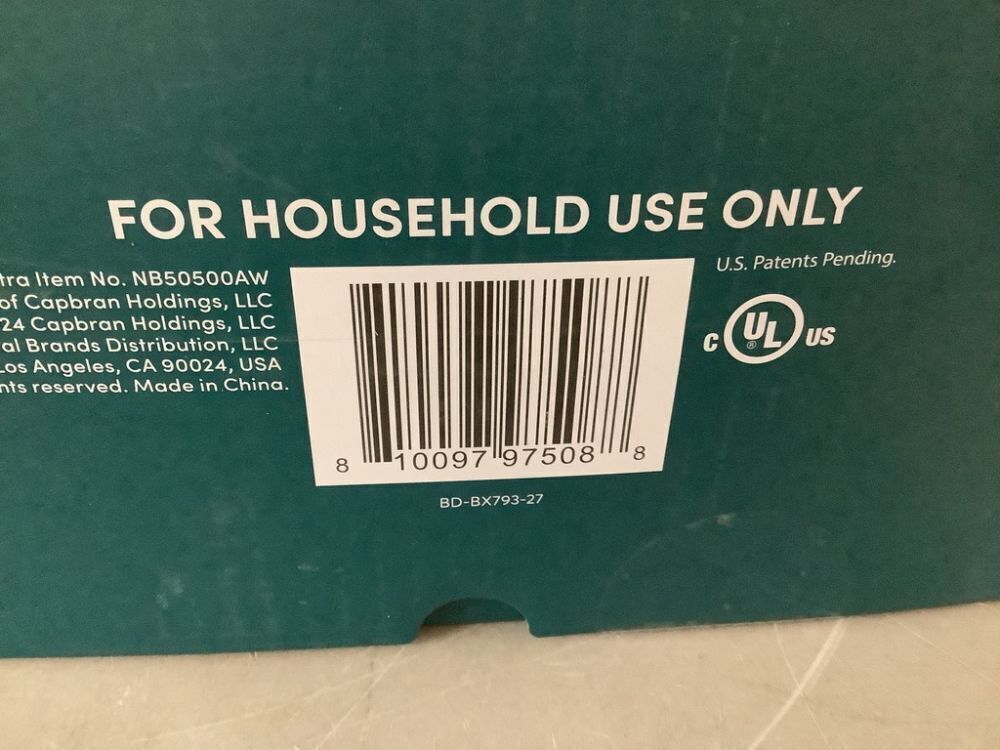 FOR HOUSEHOLD USE ONLY
U.S. Patents Pending.
tra Item No. NB50500AW
of Capbran Holdings, LLC
24 Capbran Holdings, LLC
al Brands Distribution, LLC
Los Angeles, CA 90024, USA
nts reserved. Made in China.
C UL ® US
8 10097 97508 8
BD-BX793-27